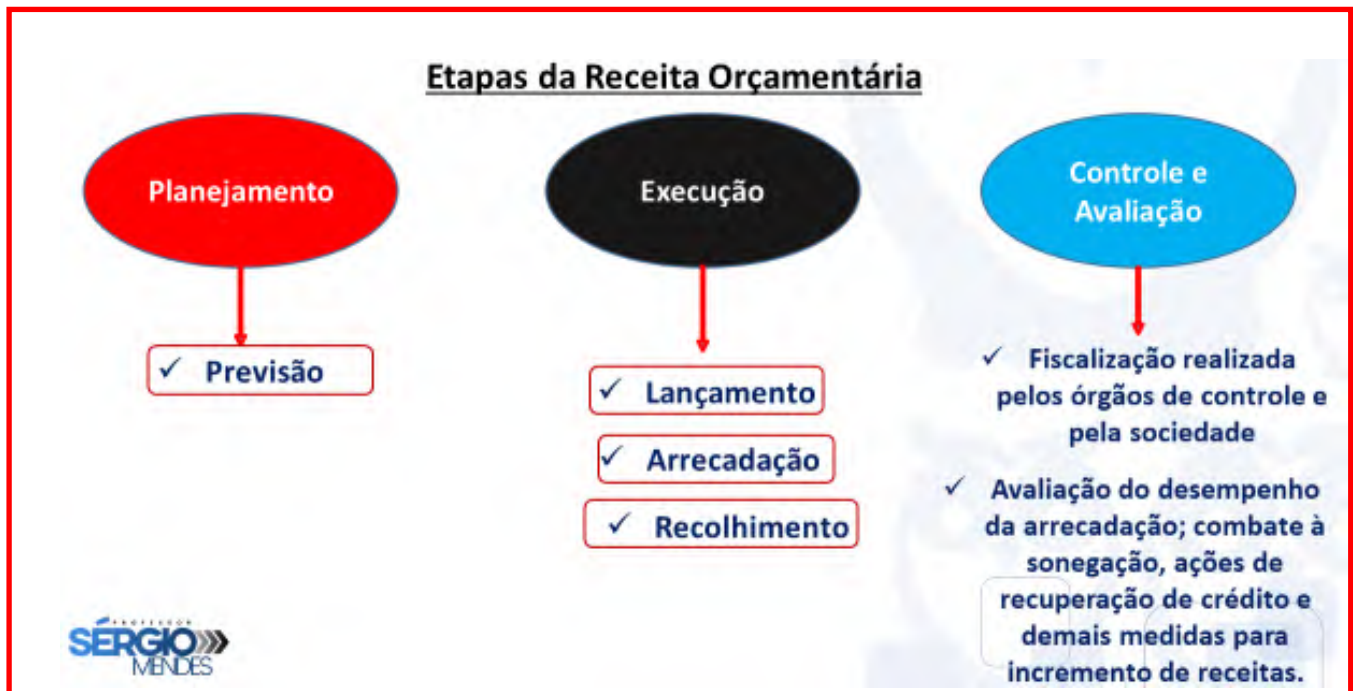 Etapas da Receita Orçamentária
Planejamento
✓ Previsão
Execução
✓ Lançamento
✓ Arrecadação
✓ Recolhimento
Controle e
Avaliação
✓ Fiscalização realizada
pelos órgãos de controle e
pela sociedade
✓ Avaliação do desempenho
da arrecadação; combate à
sonegação, ações de
recuperação de crédito e
demais medidas para
incremento de receitas.
PROFESSOR
SÉRGIO
MENDES